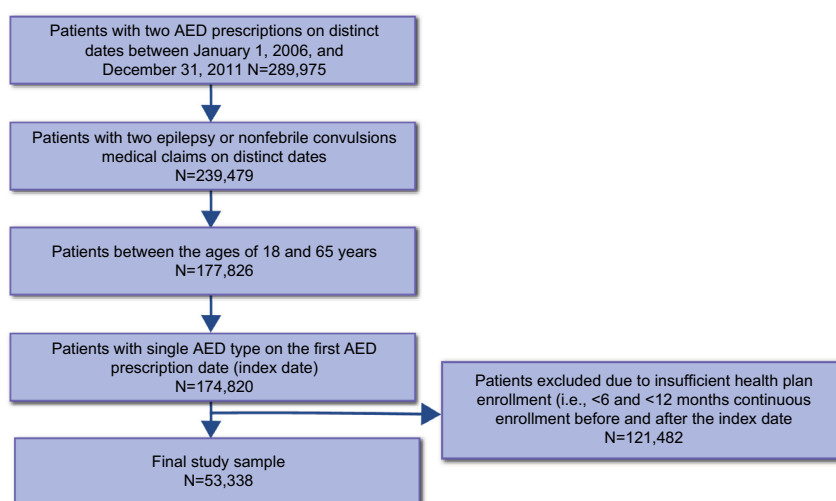 Patients with two AED prescriptions on distinct
dates between January 1, 2006, and
December 31, 2011 N=289,975
Patients with two epilepsy or nonfebrile convulsions
medical claims on distinct dates
N=239,479
Patients between the ages of 18 and 65 years
N=177,826
Patients with single AED type on the first AED
prescription date (index date)
N=174,820
Patients excluded due to insufficient health plan
enrollment (i.e., <6 and <12 months continuous
enrollment before and after the index date
N=121,482
Final study sample
N=53,338